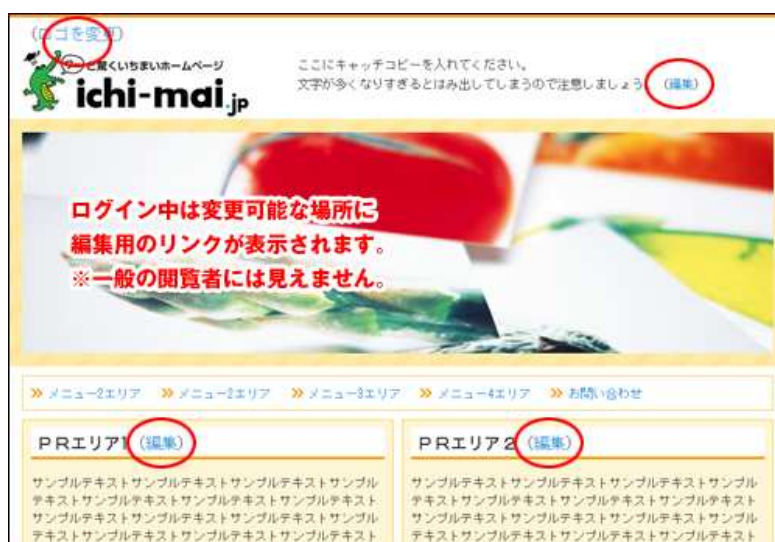 (ロゴを変更)
ワーと驚くいちまいホームページ
ichi-mai.jp
ここにキャッチコピーを入れてください。
文字が多くなりすぎるとはみ出してしまうので注意しましょう (編集)
ログイン中は変更可能な場所に
編集用のリンクが表示されます。
※一般の閲覧者には見えません。
メニュー2エリア メニュー2エリア メニュー3エリア メニュー4エリア お問い合わせ
PRエリア1 (編集)
サンプルテキストサンプルテキストサンプルテキストサンプル
テキストサンプルテキストサンプルテキストサンプルテキスト
サンプルテキストサンプルテキストサンプルテキストサンプル
テキストサンプルテキストサンプルテキストサンプルテキスト
PRエリア2 (編集)
サンプルテキストサンプルテキストサンプルテキストサンプル
テキストサンプルテキストサンプルテキストサンプルテキスト
サンプルテキストサンプルテキストサンプルテキストサンプル
テキストサンプルテキストサンプルテキストサンプルテキスト